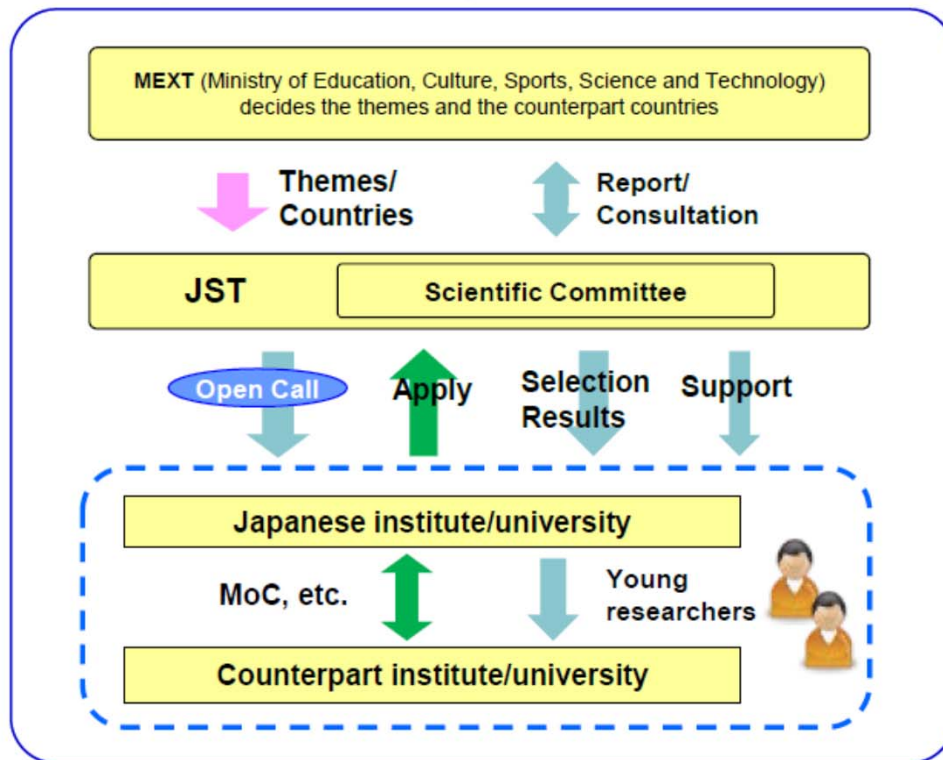 MEXT (Ministry of Education, Culture, Sports, Science and Technology)
decides the themes and the counterpart countries
Themes/
Countries
Report/
Consultation
JST
Scientific Committee
Open Call
Apply
Selection
Results
Support
Japanese institute/university
MoC, etc.
Young
researchers
Counterpart institute/university